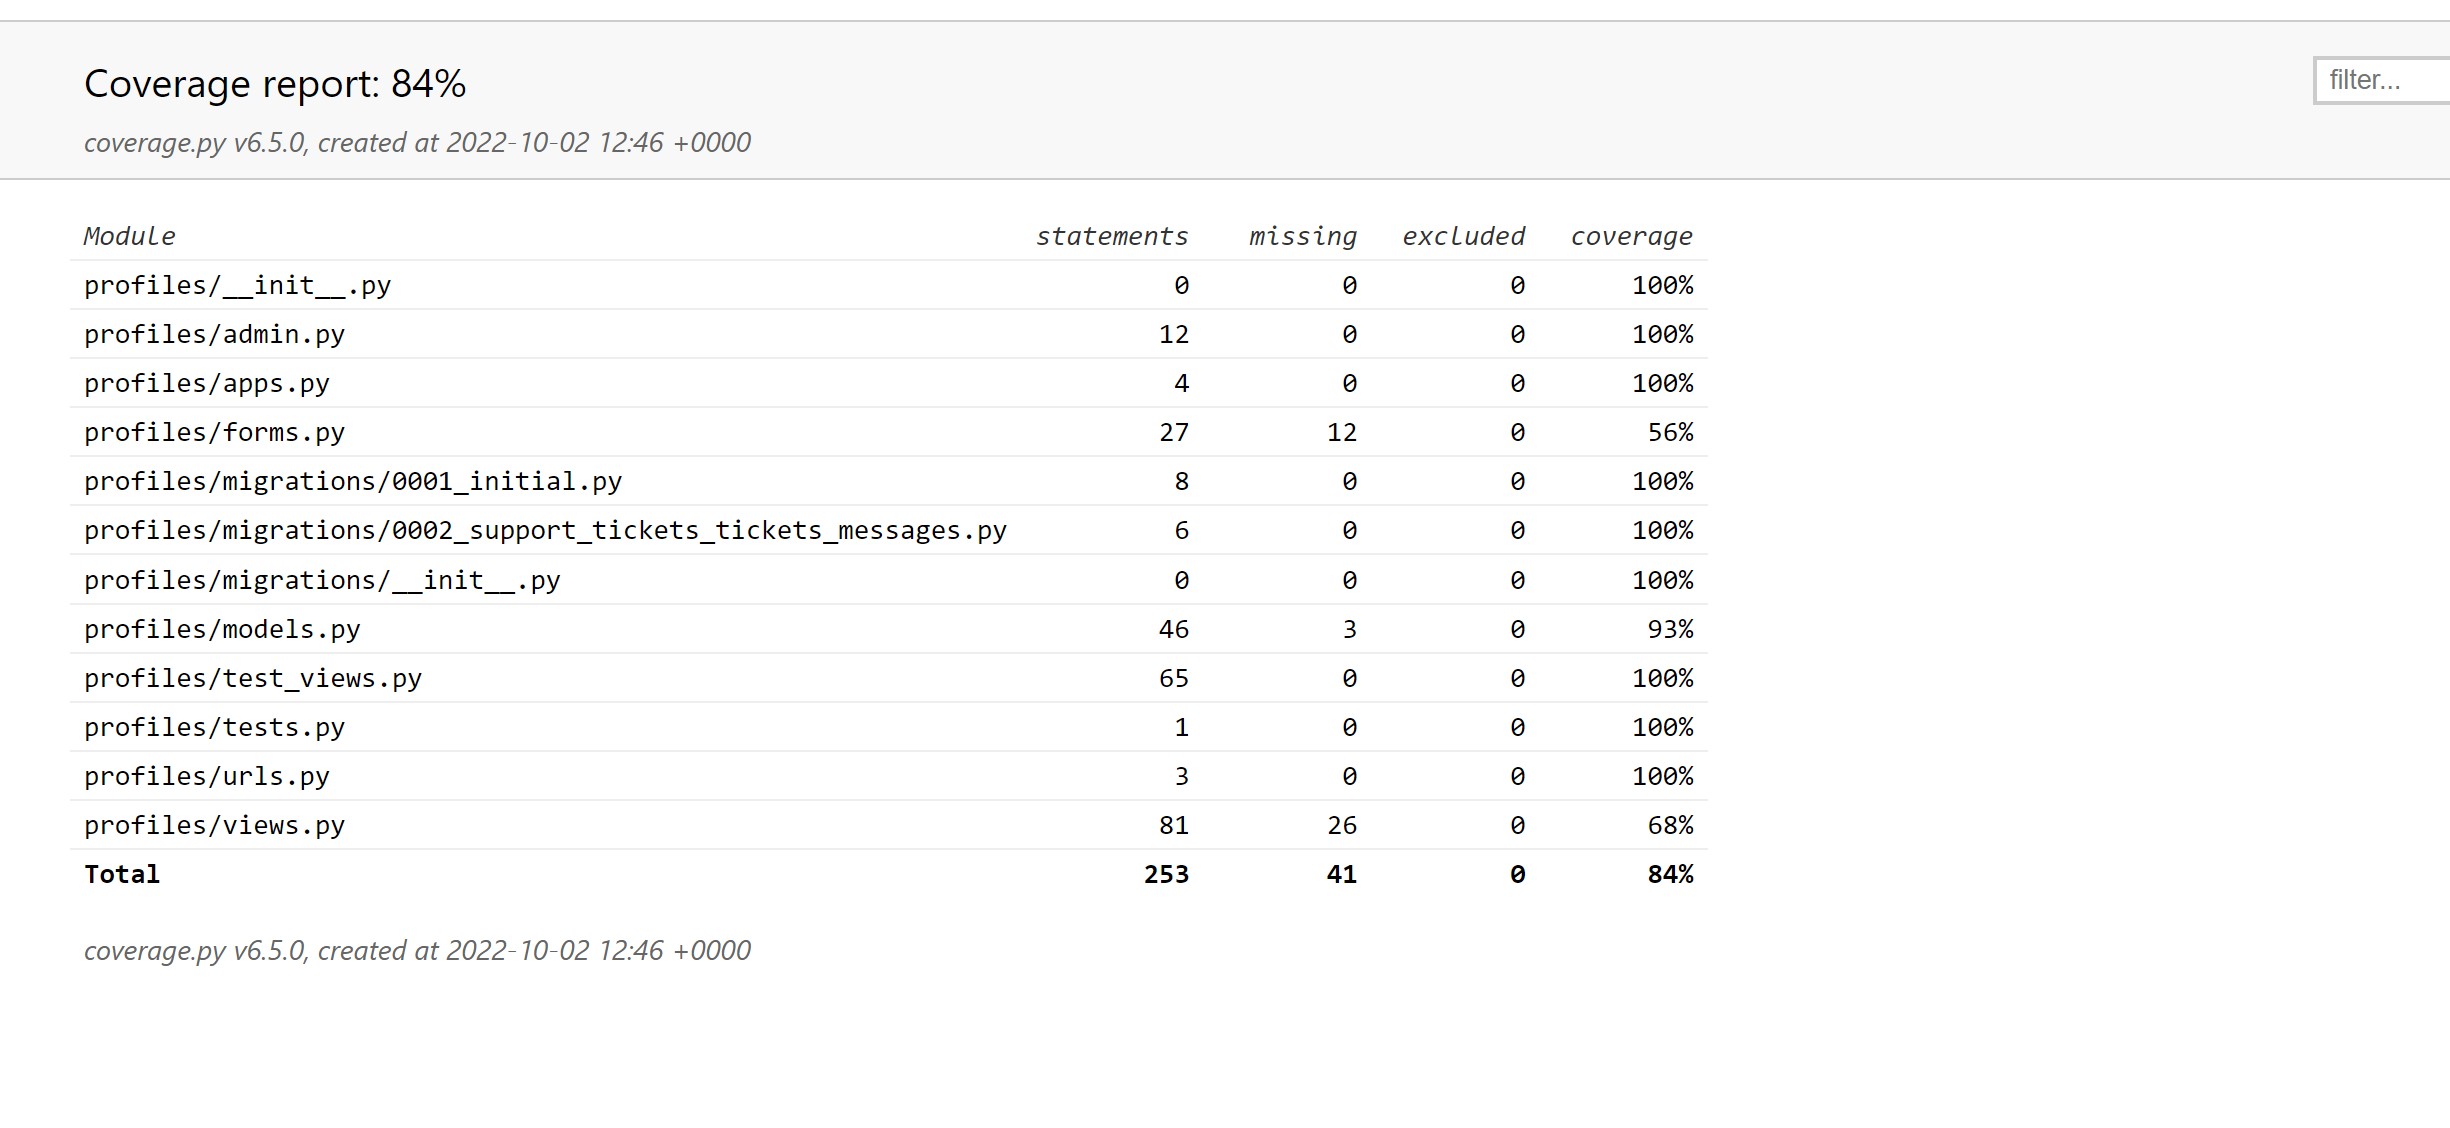 Coverage report: 84%
filter...
coverage.py v6.5.0, created at 2022-10-02 12:46 +0000
Module statements missing excluded coverage
profiles/__init__.py 0 0 0 100%
profiles/admin.py 12 0 0 100%
profiles/apps.py 4 0 0 100%
profiles/forms.py 27 12 0 56%
profiles/migrations/0001_initial.py 8 0 0 100%
profiles/migrations/0002_support_tickets_tickets_messages.py 6 0 0 100%
profiles/migrations/__init__.py 0 0 0 100%
profiles/models.py 46 3 0 93%
profiles/test_views.py 65 0 0 100%
profiles/tests.py 1 0 0 100%
profiles/urls.py 3 0 0 100%
profiles/views.py 81 26 0 68%
Total 253 41 0 84%
coverage.py v6.5.0, created at 2022-10-02 12:46 +0000